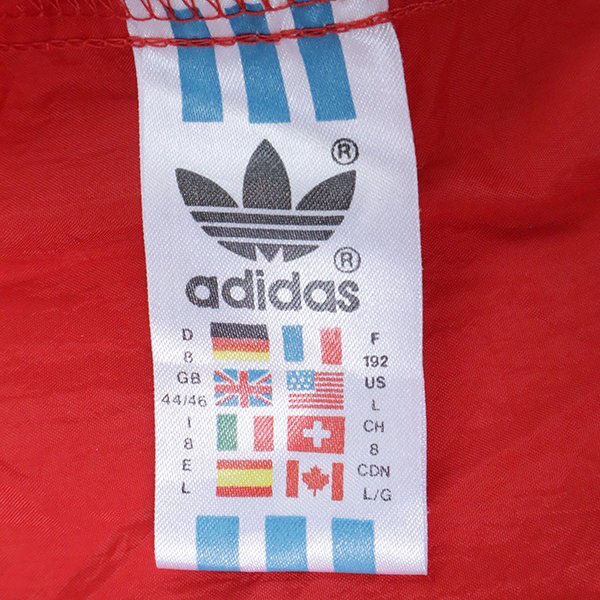 ®
®
adidas
D F
8 192
GB US
44/46 L
I CH
8 8
E CDN
L L/G